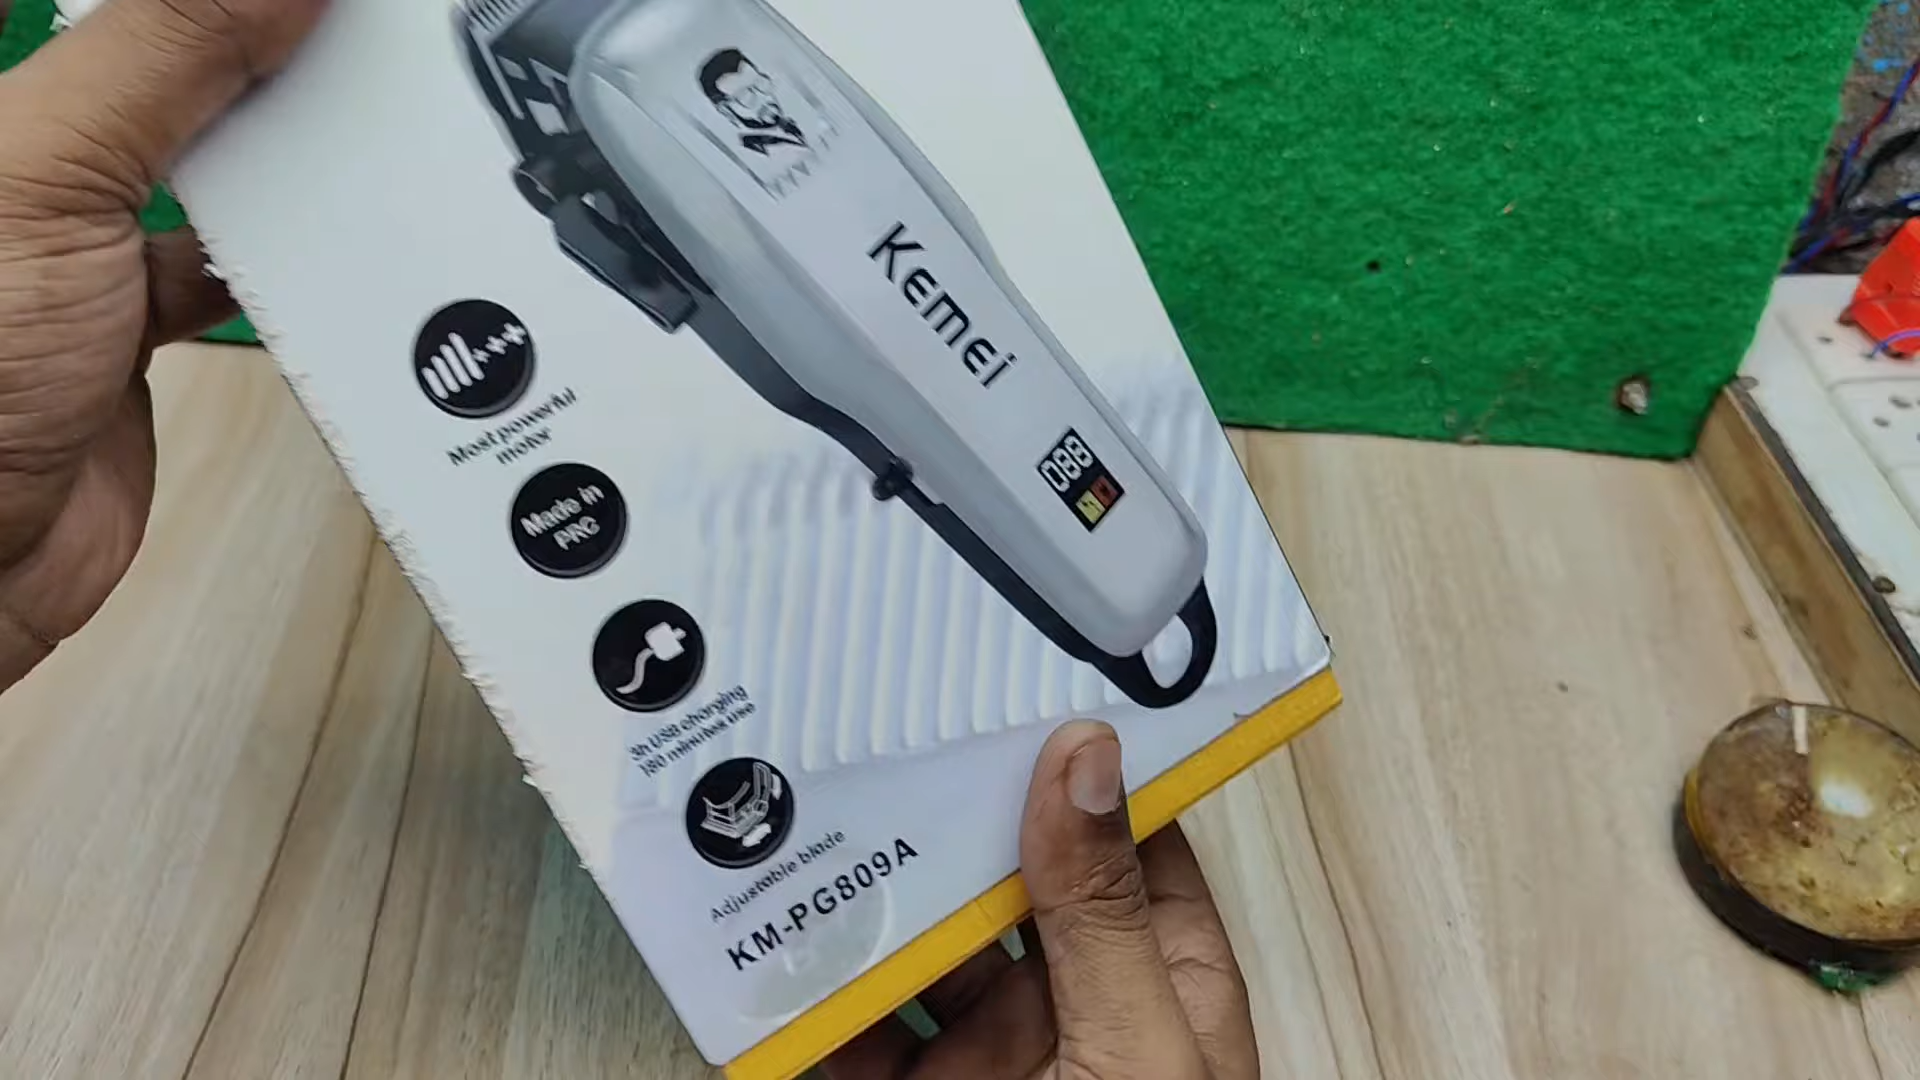 Kemei
088
Most powerful
motor
Made in
PRC
3h USB charging
180 minutes use
Adjustable blade
KM-PG809A